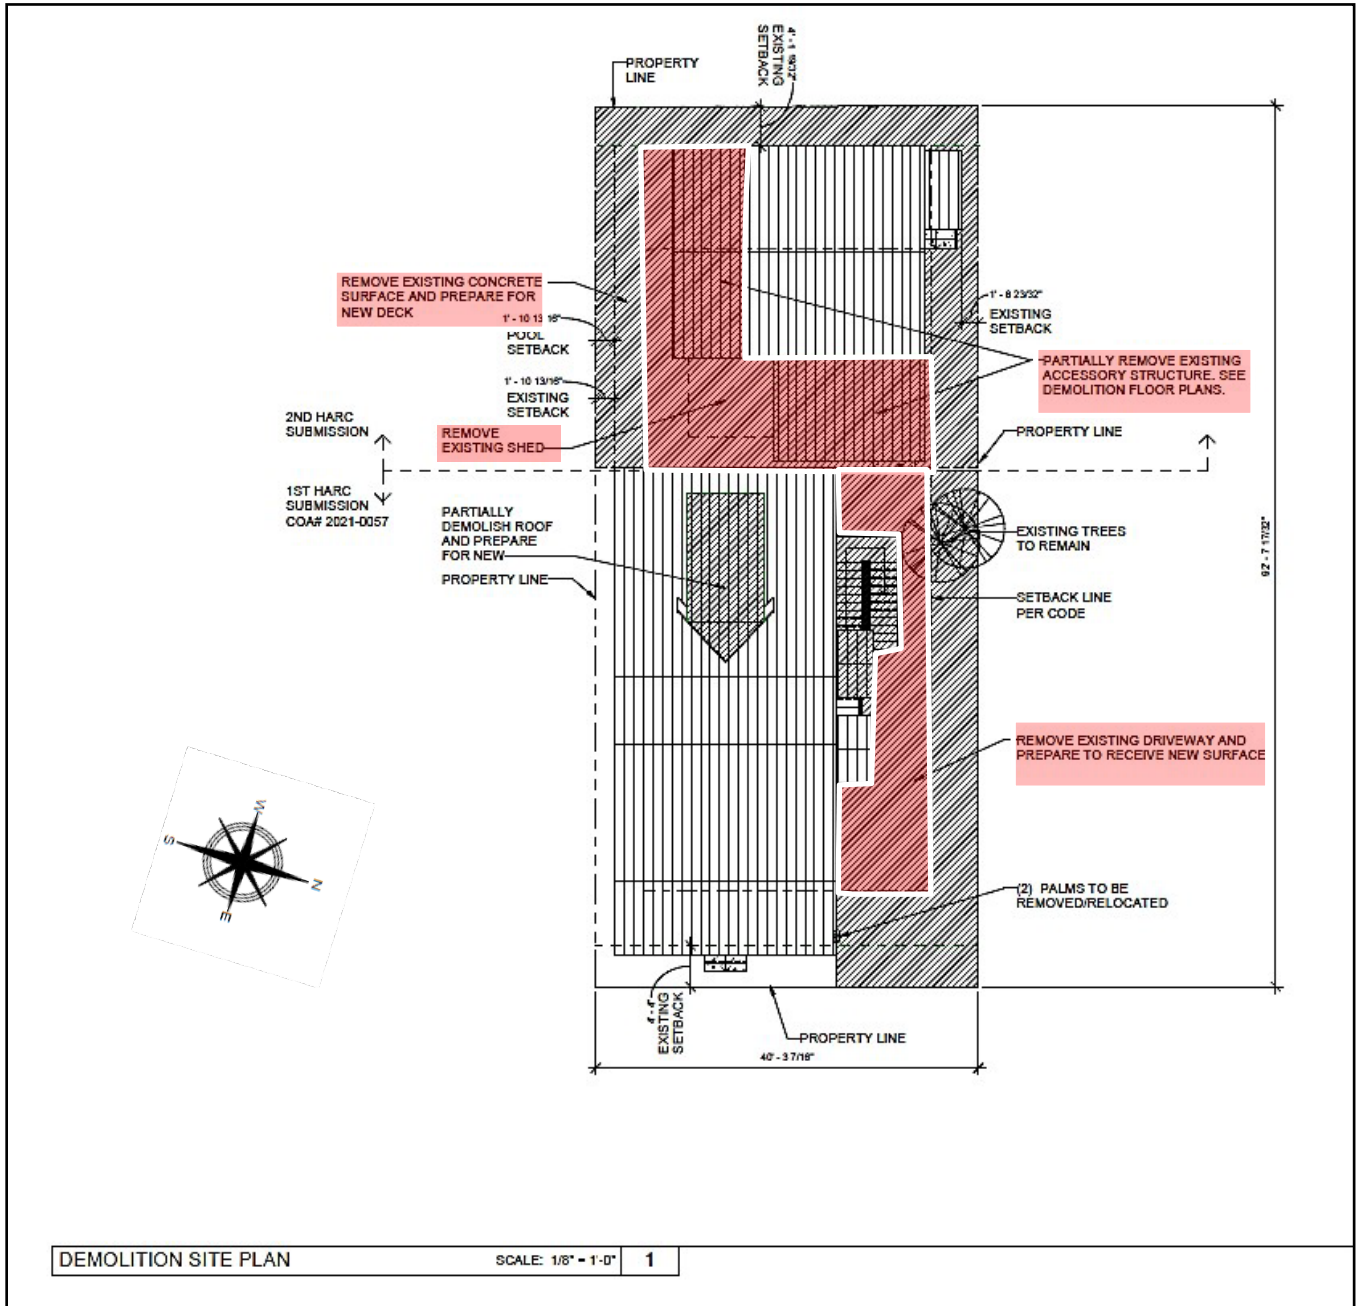 4'-1 19/32"
EXISTING
SETBACK
PROPERTY
LINE
REMOVE EXISTING CONCRETE
SURFACE AND PREPARE FOR
NEW DECK
1' - 10 13/16"
POOL
SETBACK
1' - 10 13/16"
EXISTING
SETBACK
1' - 8 23/32"
EXISTING
SETBACK
PARTIALLY REMOVE EXISTING
ACCESSORY STRUCTURE. SEE
DEMOLITION FLOOR PLANS.
2ND HARC
SUBMISSION
REMOVE
EXISTING SHED
PROPERTY LINE
1ST HARC
SUBMISSION
COA# 2021-0057
PARTIALLY
DEMOLISH ROOF
AND PREPARE
FOR NEW
PROPERTY LINE
EXISTING TREES
TO REMAIN
SETBACK LINE
PER CODE
92' - 7 17/32"
REMOVE EXISTING DRIVEWAY AND
PREPARE TO RECEIVE NEW SURFACE
W
S
N
E
(2) PALMS TO BE
REMOVED/RELOCATED
4'-4"
EXISTING
SETBACK
PROPERTY LINE
40' - 3 7/16"
DEMOLITION SITE PLAN
SCALE: 1/8" = 1'-0"
1